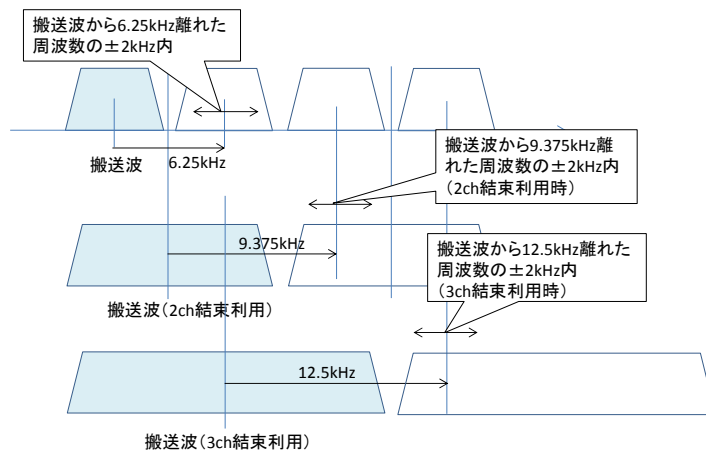 搬送波から6.25kHz離れた
周波数の±2kHz内
搬送波
6.25kHz
搬送波から9.375kHz離
れた周波数の±2kHz内
（2ch結束利用時）
9.375kHz
搬送波から12.5kHz離れた
周波数の±2kHz内
（3ch結束利用時）
搬送波（2ch結束利用）
12.5kHz
搬送波（3ch結束利用）